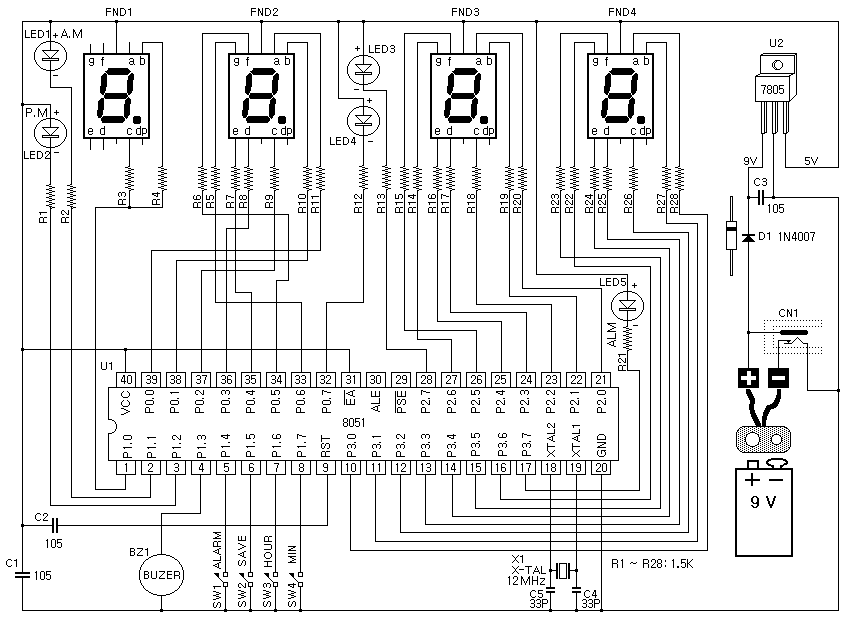 FND1 FND2 FND3 FND4
LED1 + A.M
-
P.M +
LED2 -
+ LED3
-
+
LED4 -
g f a b
e d c dp
g f a b
e d c dp
g f a b
e d c dp
g f a b
e d c dp
U2
7805
9V 5V
C3
105
D1 1N4007
CN1
R1 R2 R3 R4 R6 R5 R7 R8 R9 R10 R11 R12 R13 R15 R14 R16 R17 R18 R19 R20 R23 R22 R24 R25 R26 R27 R28
LED5 +
-
ALM
R21
U1
40 39 38 37 36 35 34 33 32 31 30 29 28 27 26 25 24 23 22 21
VCC P0.0 P0.1 P0.2 P0.3 P0.4 P0.5 P0.6 P0.7 EA ALE PSE P2.7 P2.6 P2.5 P2.4 P2.3 P2.2 P2.1 P2.0
8051
P1.0 P1.1 P1.2 P1.3 P1.4 P1.5 P1.6 P1.7 RST P3.0 P3.1 P3.2 P3.3 P3.4 P3.5 P3.6 P3.7 XTAL2 XTAL1 GND
1 2 3 4 5 6 7 8 9 10 11 12 13 14 15 16 17 18 19 20
+ -
+ -
9 V
C2
105
C1
105
BZ1
BUZER
SW1 ALARM
SW2 SAVE
SW3 HOUR
SW4 MIN
X1
X-TAL
12MHz
C5
33P
C4
33P
R1 ~ R28: 1.5K